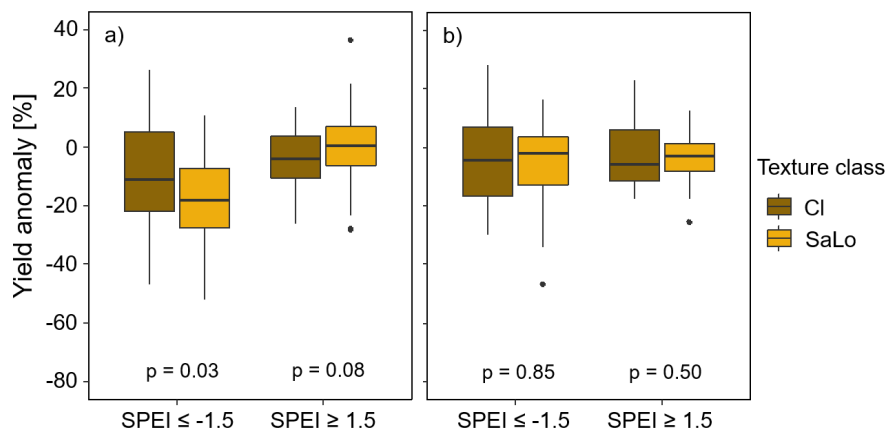 a)
b)
Yield anomaly [%]
40
20
0
-20
-40
-60
-80
p = 0.03
p = 0.08
p = 0.85
p = 0.50
SPEI ≤ -1.5
SPEI ≥ 1.5
SPEI ≤ -1.5
SPEI ≥ 1.5
Texture class
Cl
SaLo